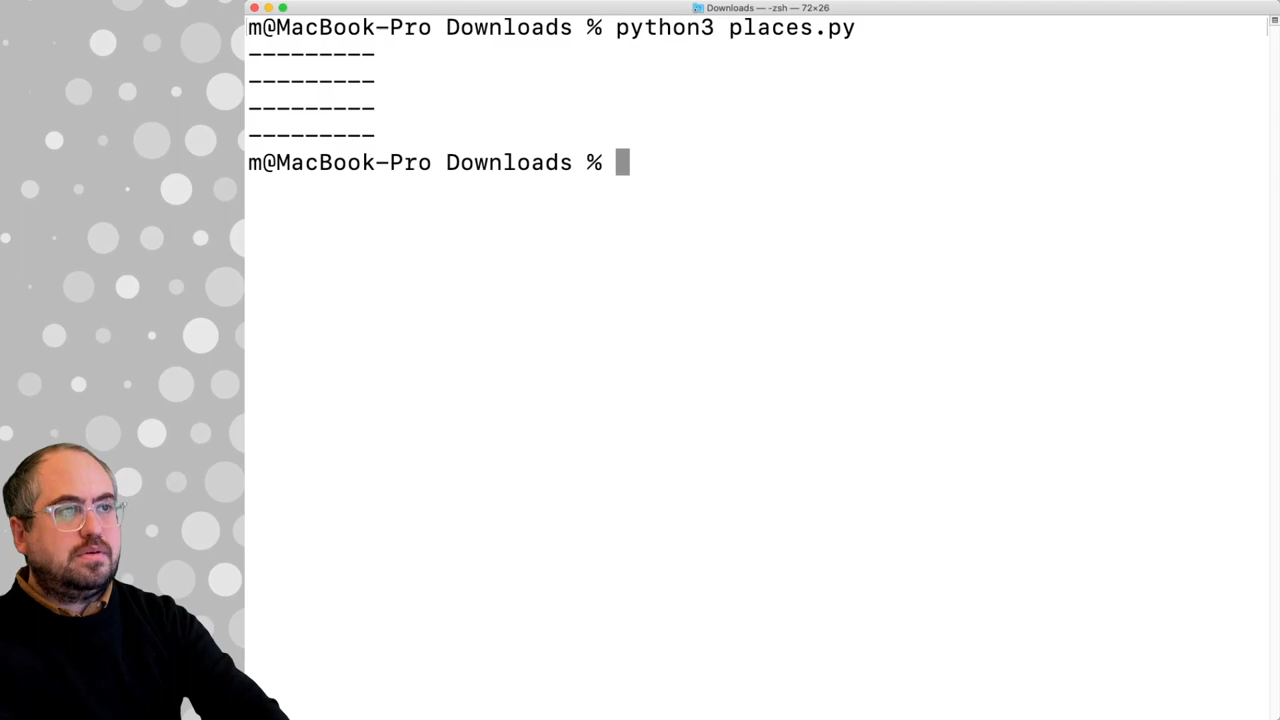 Downloads — -zsh — 72×26
m@MacBook-Pro Downloads % python3 places.py
---------
---------
---------
---------
m@MacBook-Pro Downloads %